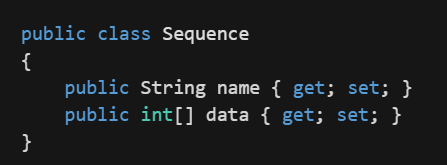 public class Sequence
{
    public String name { get; set; }
    public int[] data { get; set; }
}